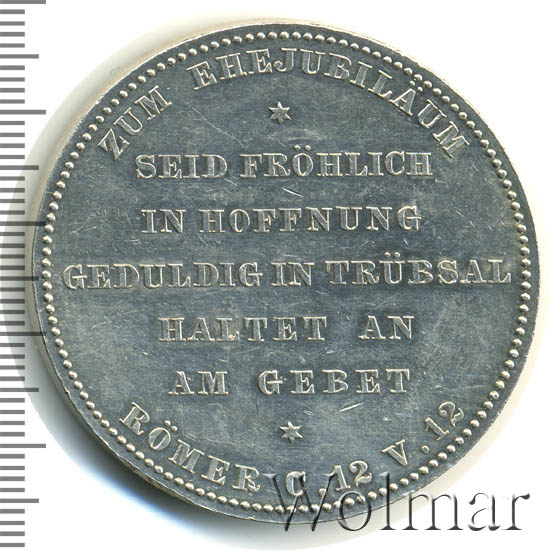 ZUM EHEJUBILÄUM
SEID FRÖHLICH
IN HOFFNUNG
GEDULDIG IN TRÜBSAL
HALTET AN
AM GEBET
RÖMER C. 12 V. 12
Wolmar